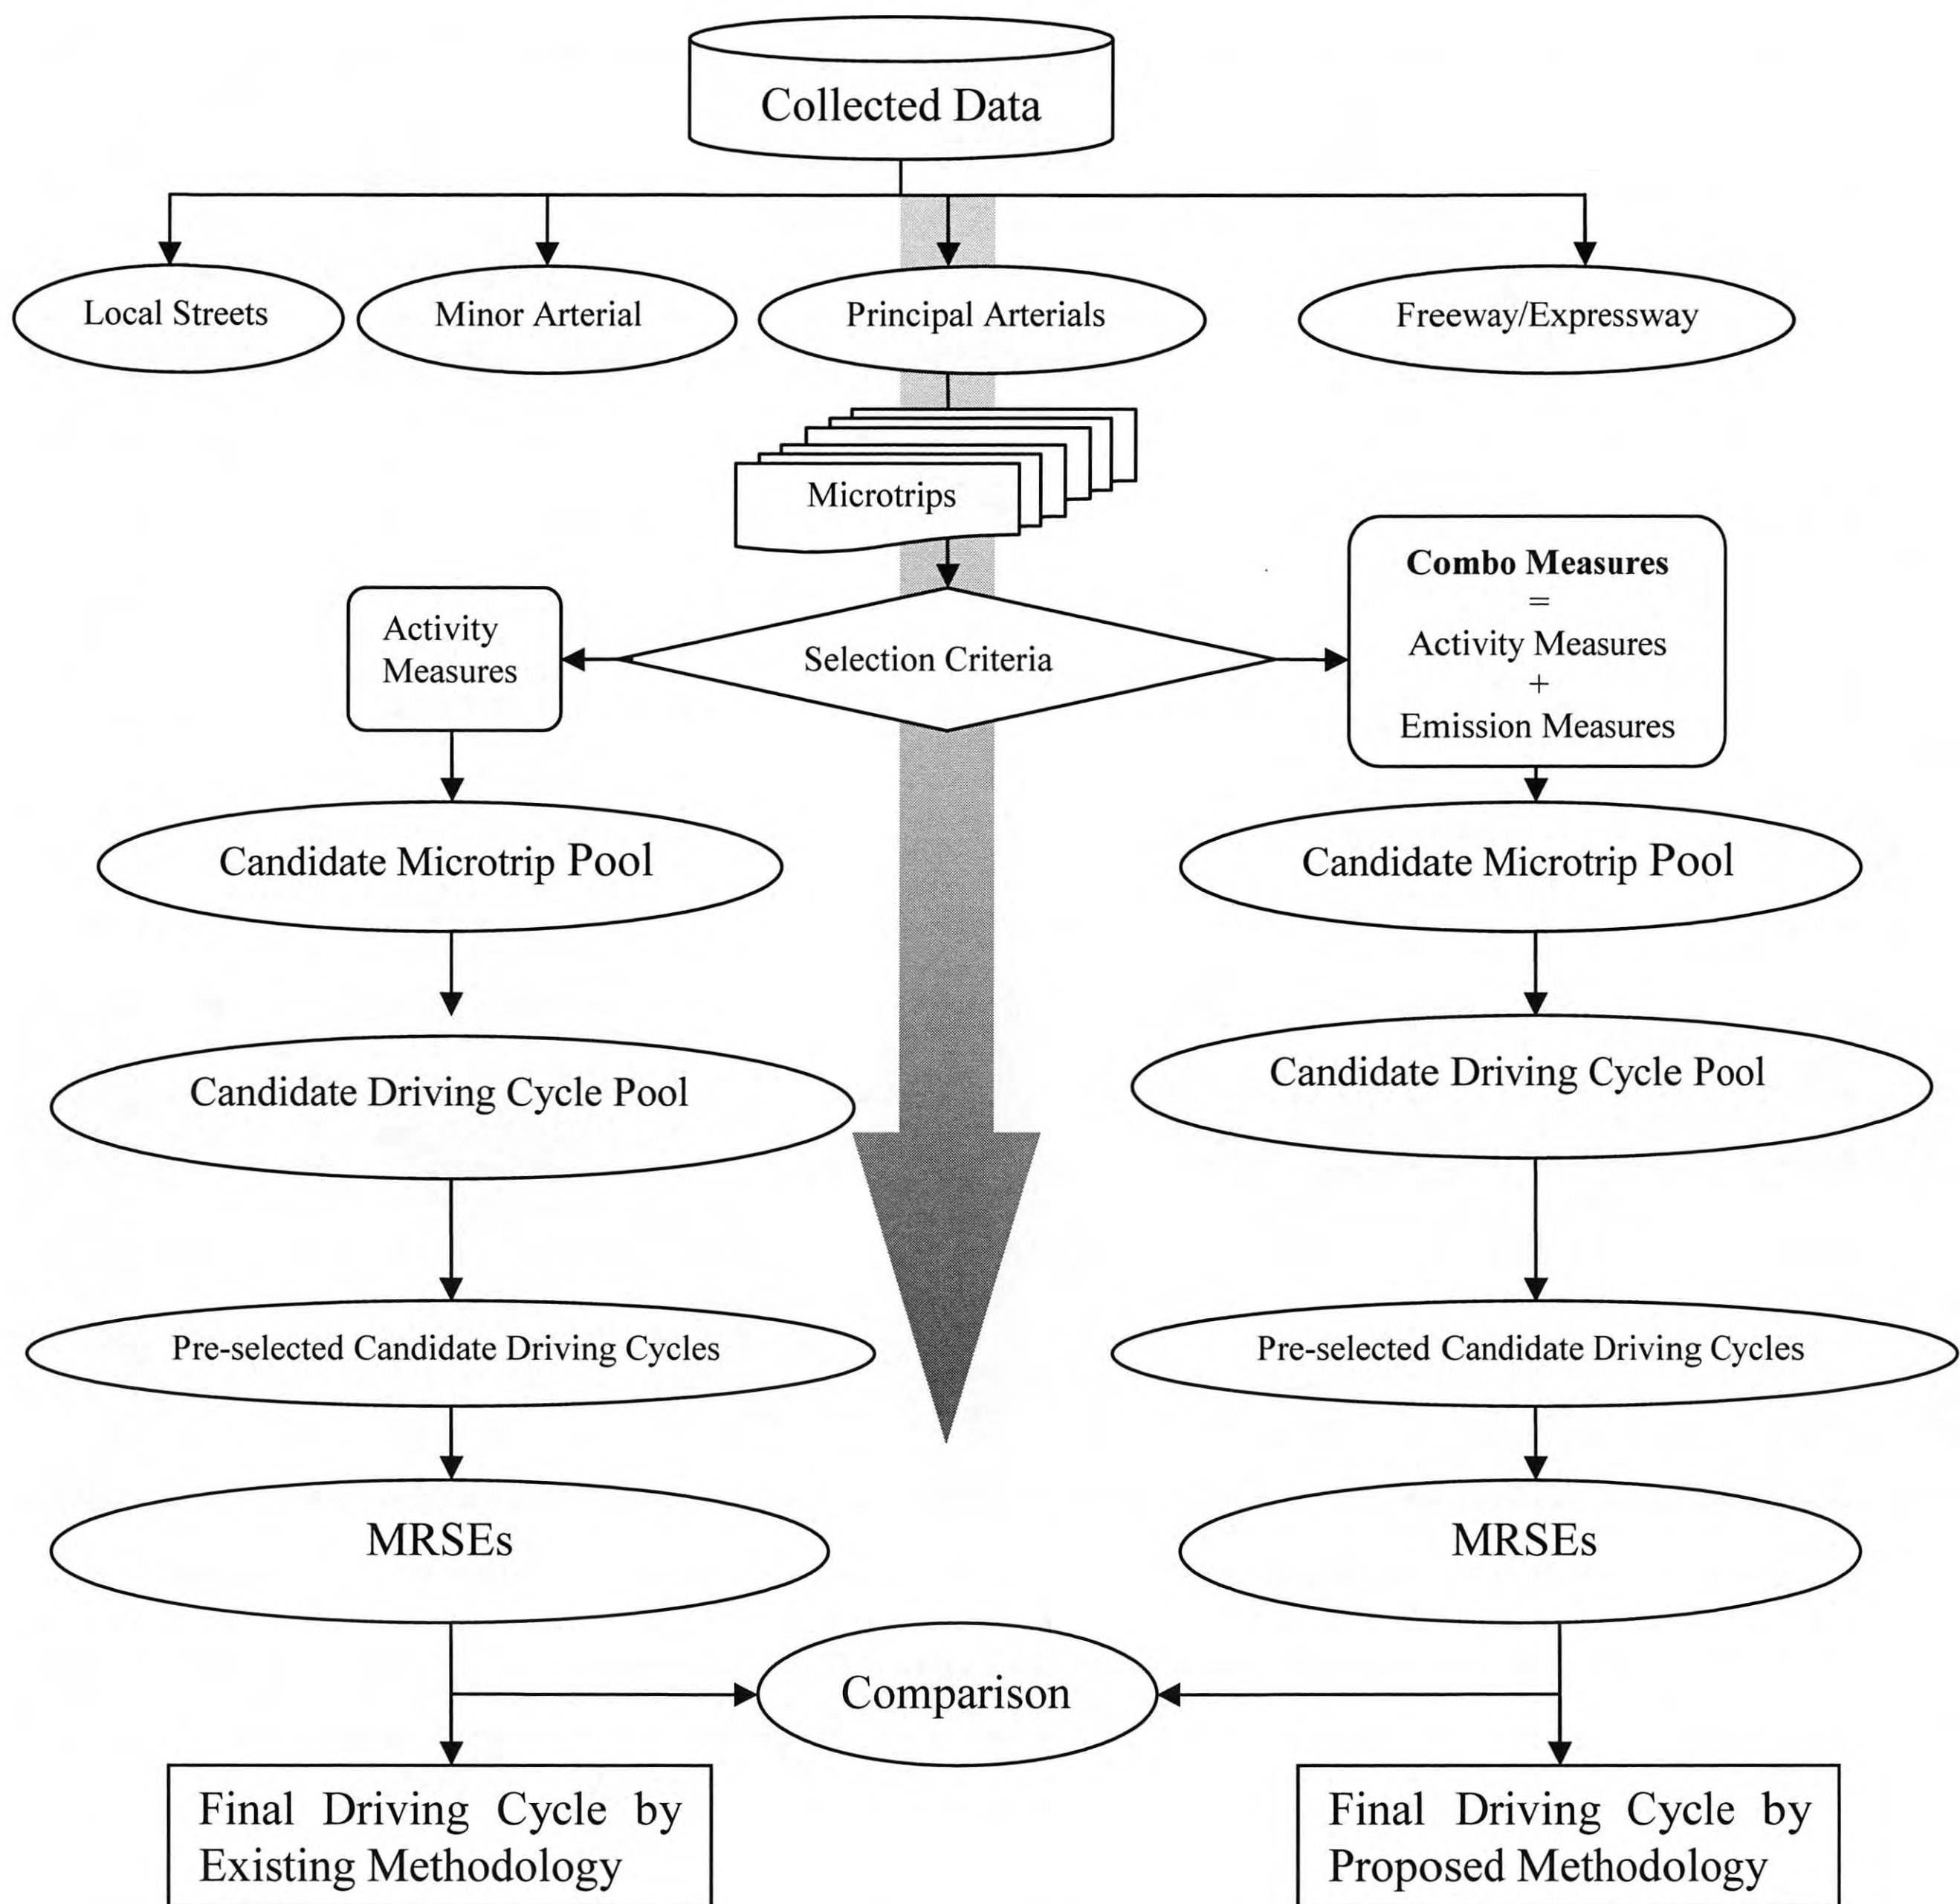 Collected Data
Local Streets
Minor Arterial
Principal Arterials
Freeway/Expressway
Microtrips
Selection Criteria
Activity
Measures
Combo Measures
=
Activity Measures
+
Emission Measures
Candidate Microtrip Pool
Candidate Microtrip Pool
Candidate Driving Cycle Pool
Candidate Driving Cycle Pool
Pre-selected Candidate Driving Cycles
Pre-selected Candidate Driving Cycles
MRSEs
MRSEs
Comparison
Final Driving Cycle by
Existing Methodology
Final Driving Cycle by
Proposed Methodology